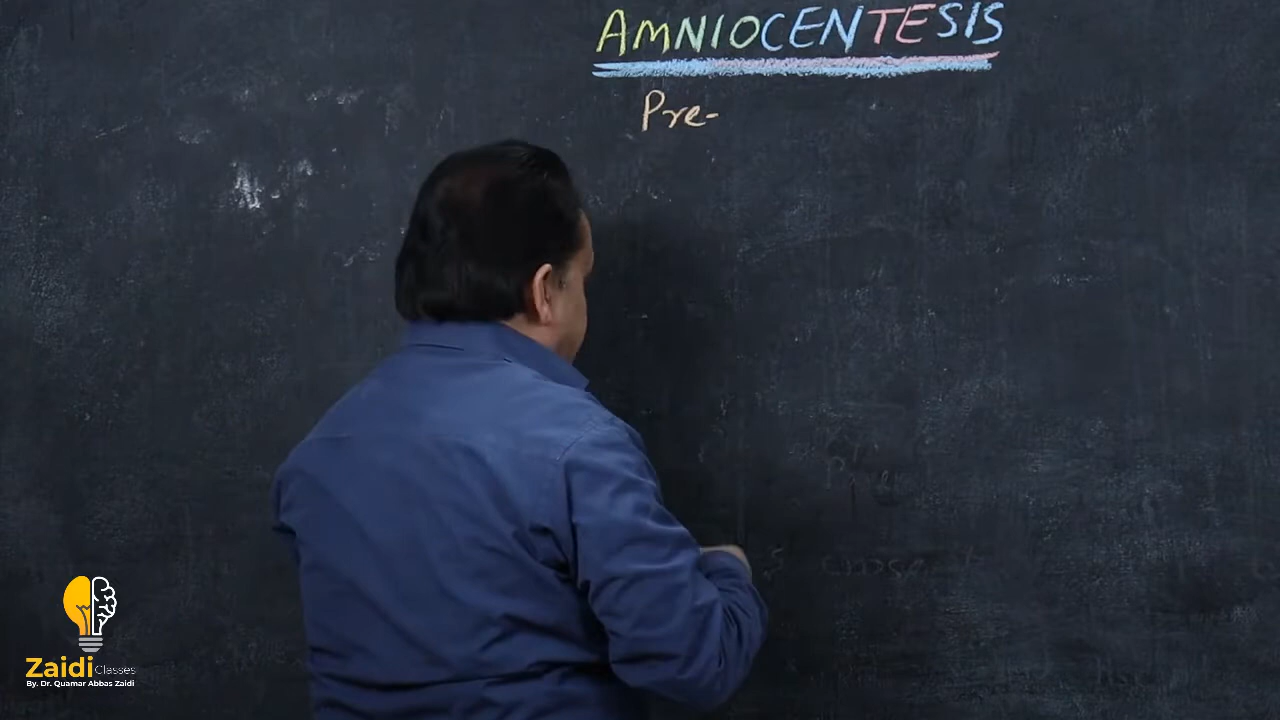 AMNIOCENTESIS
Pre-
Zaidi Classes
By. Dr. Quamar Abbas Zaidi